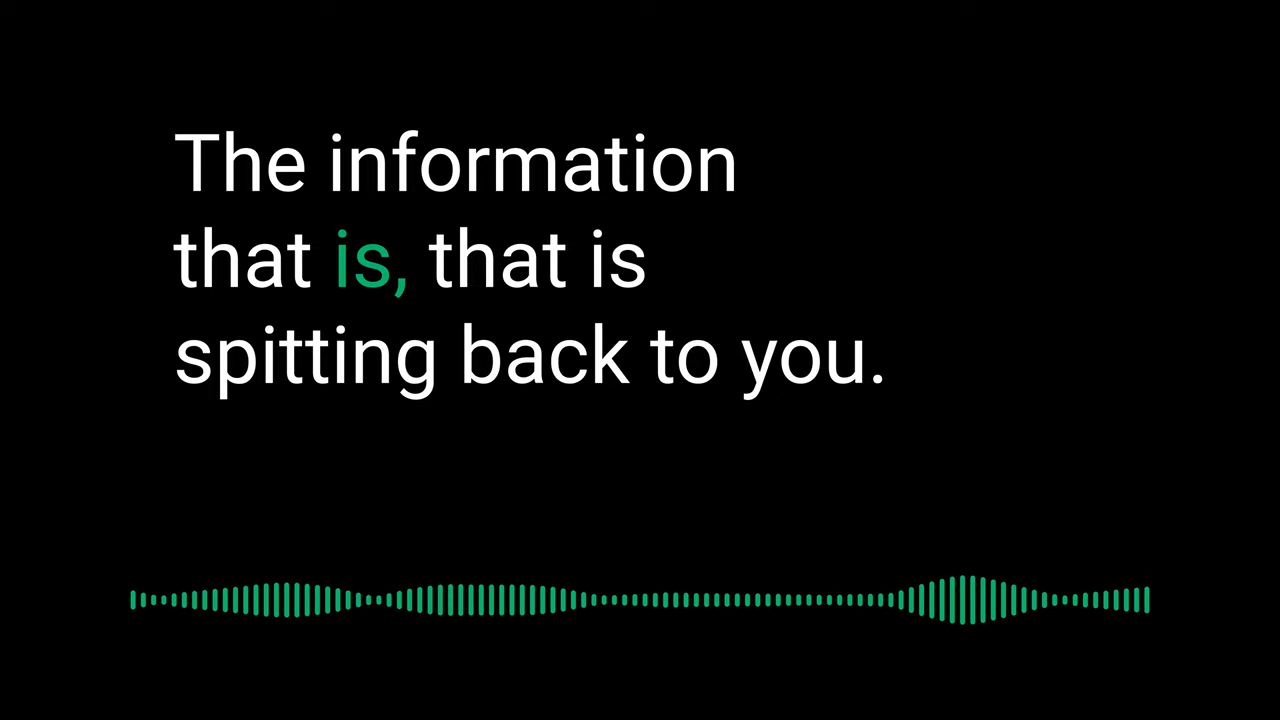 The information
that is, that is
spitting back to you.